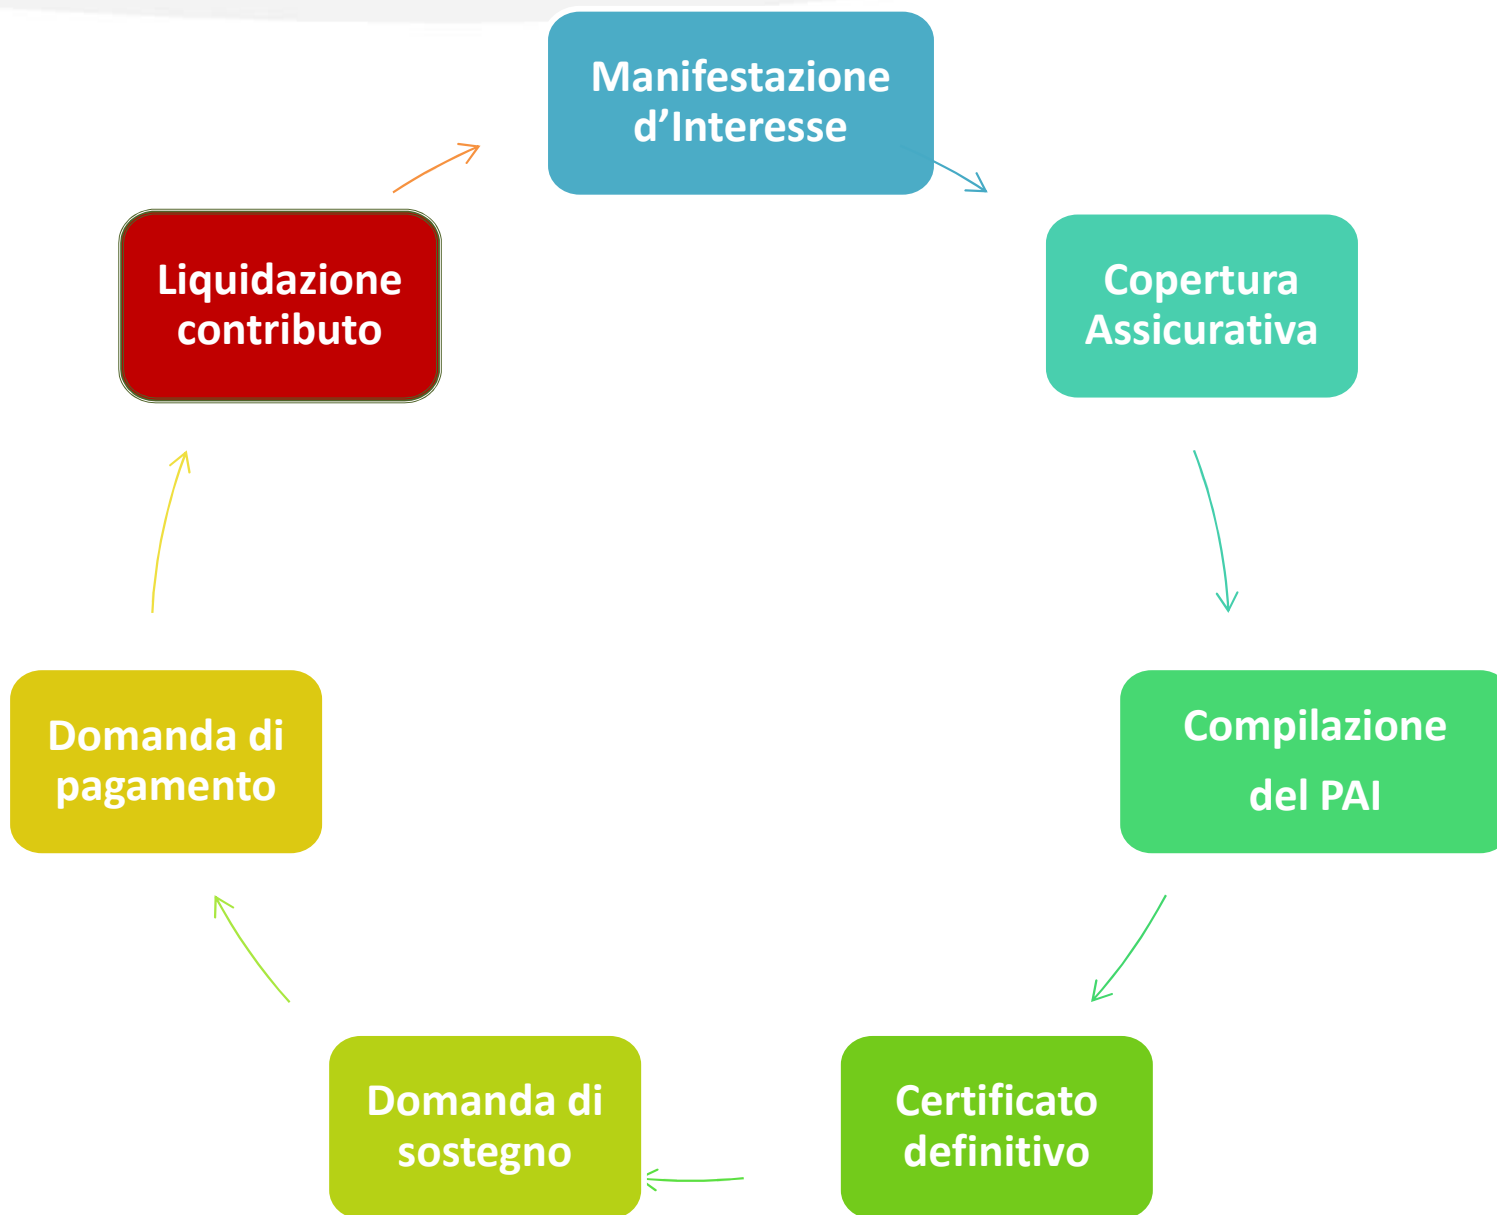 Manifestazione
d’Interesse
Copertura
Assicurativa
Compilazione
del PAI
Certificato
definitivo
Domanda di
sostegno
Domanda di
pagamento
Liquidazione
contributo